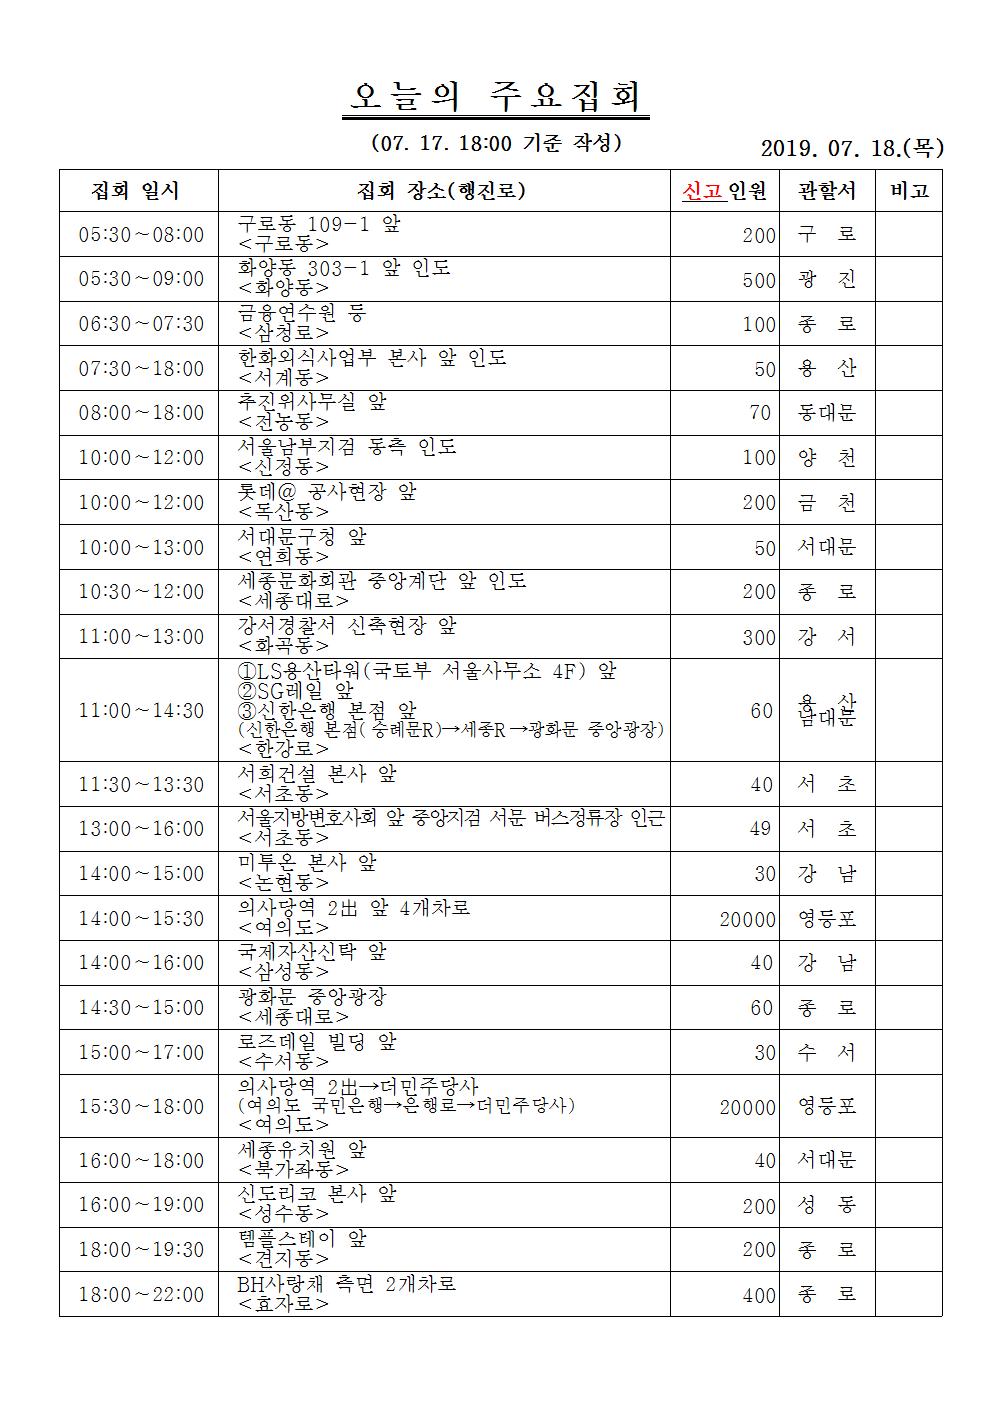 오늘의 주요집회
(07. 17. 18:00 기준 작성)
2019. 07. 18.(목)
집회 일시 집회 장소(행진로) 신고인원 관할서 비고
05:30~08:00 구로동 109-1 앞 200 구 로
<구로동>
05:30~09:00 화양동 303-1 앞 인도 500 광 진
<화양동>
06:30~07:30 금융연수원 등 100 종 로
<삼청로>
07:30~18:00 한화외식사업부 본사 앞 인도 50 용 산
<서계동>
08:00~18:00 추진위사무실 앞 70 동대문
<전농동>
10:00~12:00 서울남부지검 동측 인도 100 양 천
<신정동>
10:00~12:00 롯데@ 공사현장 앞 200 금 천
<독산동>
10:00~13:00 서대문구청 앞 50 서대문
<연희동>
10:30~12:00 세종문화회관 중앙계단 앞 인도 200 종 로
<세종대로>
11:00~13:00 강서경찰서 신축현장 앞 300 강 서
<화곡동>
11:00~14:30 ①LS용산타워(국토부 서울사무소 4F) 앞 60 용 산
②SG레일 앞 남대문
③신한은행 본점 앞
(신한은행 본점( 숭례문R)→세종R→광화문 중앙광장)
<한강로>
11:30~13:30 서희건설 본사 앞 40 서 초
<서초동>
13:00~16:00 서울지방변호사회 앞 중앙지검 서문 버스정류장 인근 49 서 초
<서초동>
14:00~15:00 미투온 본사 앞 30 강 남
<논현동>
14:00~15:30 의사당역 2出 앞 4개차로 20000 영등포
<여의도>
14:00~16:00 국제자산신탁 앞 40 강 남
<삼성동>
14:30~15:00 광화문 중앙광장 60 종 로
<세종대로>
15:00~17:00 로즈데일 빌딩 앞 30 수 서
<수서동>
15:30~18:00 의사당역 2出→더민주당사 20000 영등포
(여의도 국민은행→은행로→더민주당사)
<여의도>
16:00~18:00 세종유치원 앞 40 서대문
<북가좌동>
16:00~19:00 신도리코 본사 앞 200 성 동
<성수동>
18:00~19:30 템플스테이 앞 200 종 로
<견지동>
18:00~22:00 BH사랑채 측면 2개차로 400 종 로
<효자로>